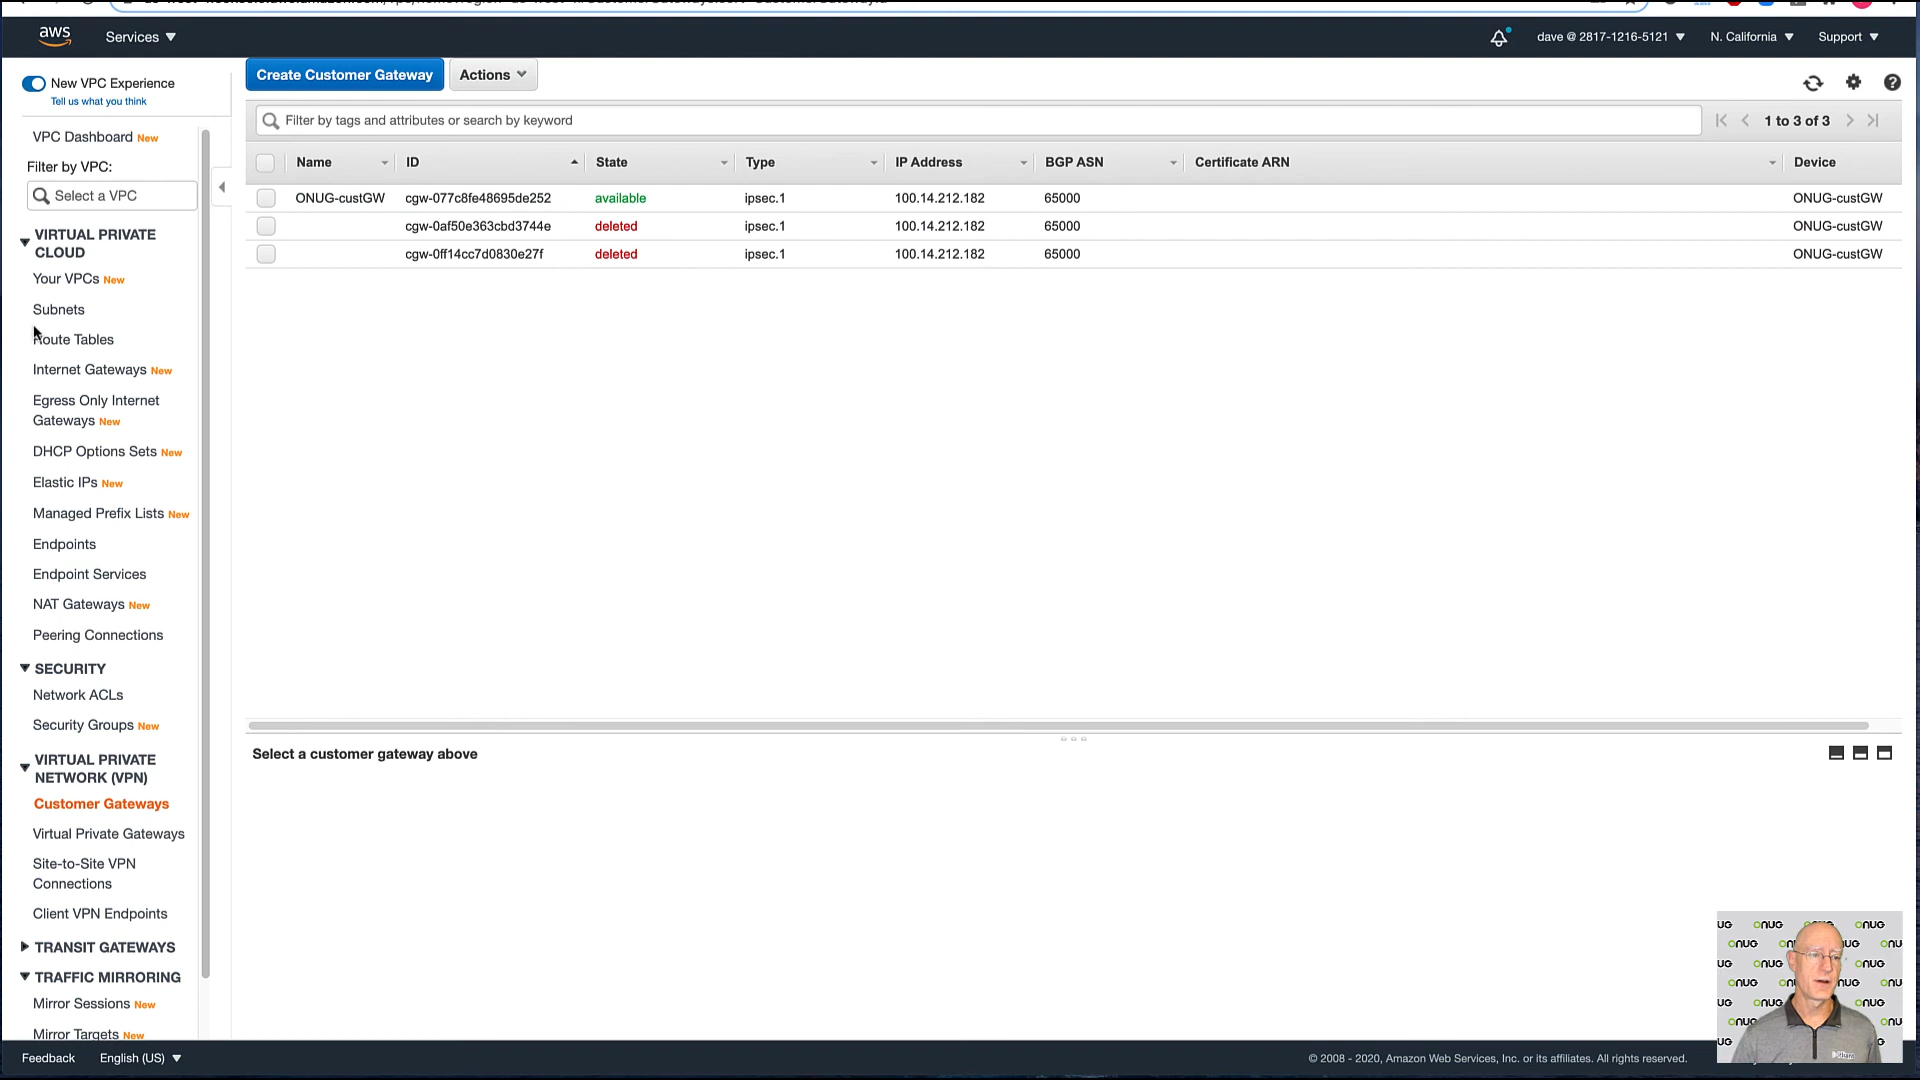 aws
Services
dave @ 2817-1216-5121
N. California
Support
New VPC Experience
Tell us what you think
Create Customer Gateway
Actions
VPC Dashboard New
Filter by VPC:
Select a VPC
Filter by tags and attributes or search by keyword
1 to 3 of 3
Name ID State Type IP Address BGP ASN Certificate ARN Device
ONUG-custGW cgw-077c8fe48695de252 available ipsec.1 100.14.212.182 65000 ONUG-custGW
cgw-0af50e363cbd3744e deleted ipsec.1 100.14.212.182 65000 ONUG-custGW
cgw-0ff14cc7d0830e27f deleted ipsec.1 100.14.212.182 65000 ONUG-custGW
VIRTUAL PRIVATE
CLOUD
Your VPCs New
Subnets
Route Tables
Internet Gateways New
Egress Only Internet
Gateways New
DHCP Options Sets New
Elastic IPs New
Managed Prefix Lists New
Endpoints
Endpoint Services
NAT Gateways New
Peering Connections
SECURITY
Network ACLs
Security Groups New
VIRTUAL PRIVATE
NETWORK (VPN)
Customer Gateways
Virtual Private Gateways
Site-to-Site VPN
Connections
Client VPN Endpoints
TRANSIT GATEWAYS
TRAFFIC MIRRORING
Mirror Sessions New
Mirror Targets New
Select a customer gateway above
Feedback
English (US)
© 2008 - 2020, Amazon Web Services, Inc. or its affiliates. All rights reserved.
onug